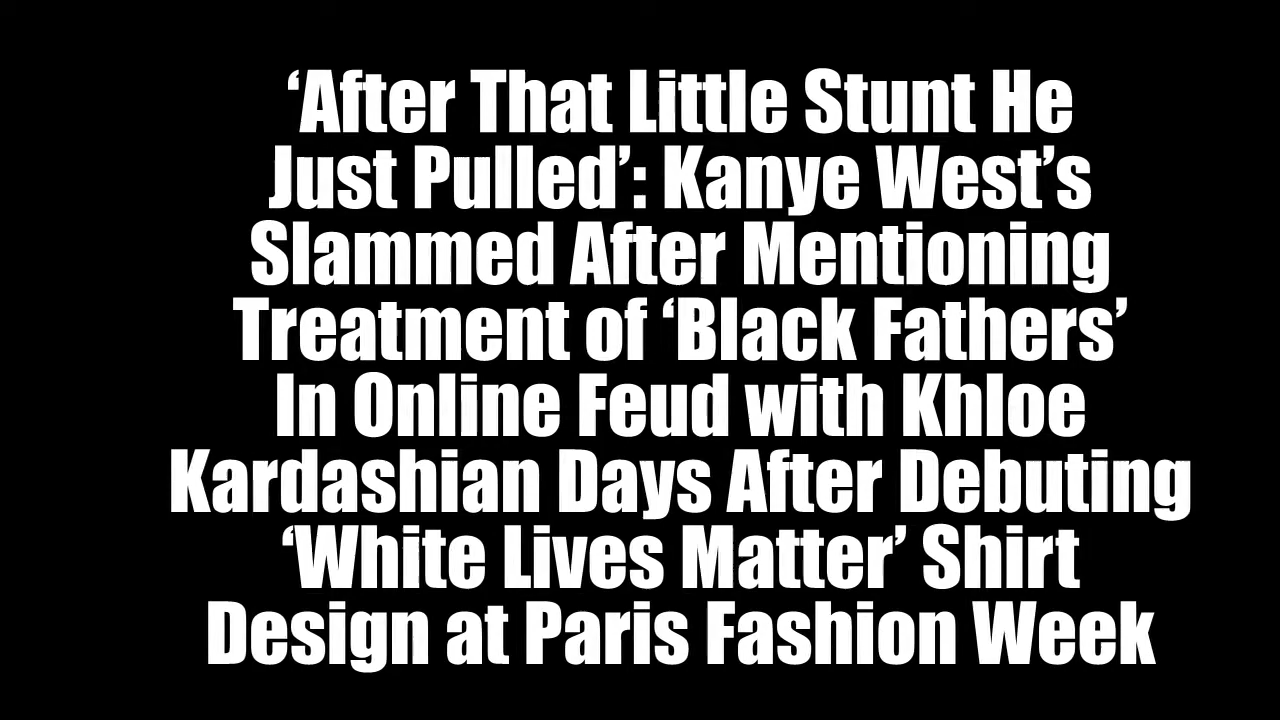 ‘After That Little Stunt He
Just Pulled’: Kanye West’s
Slammed After Mentioning
Treatment of ‘Black Fathers’
In Online Feud with Khloe
Kardashian Days After Debuting
‘White Lives Matter’ Shirt
Design at Paris Fashion Week